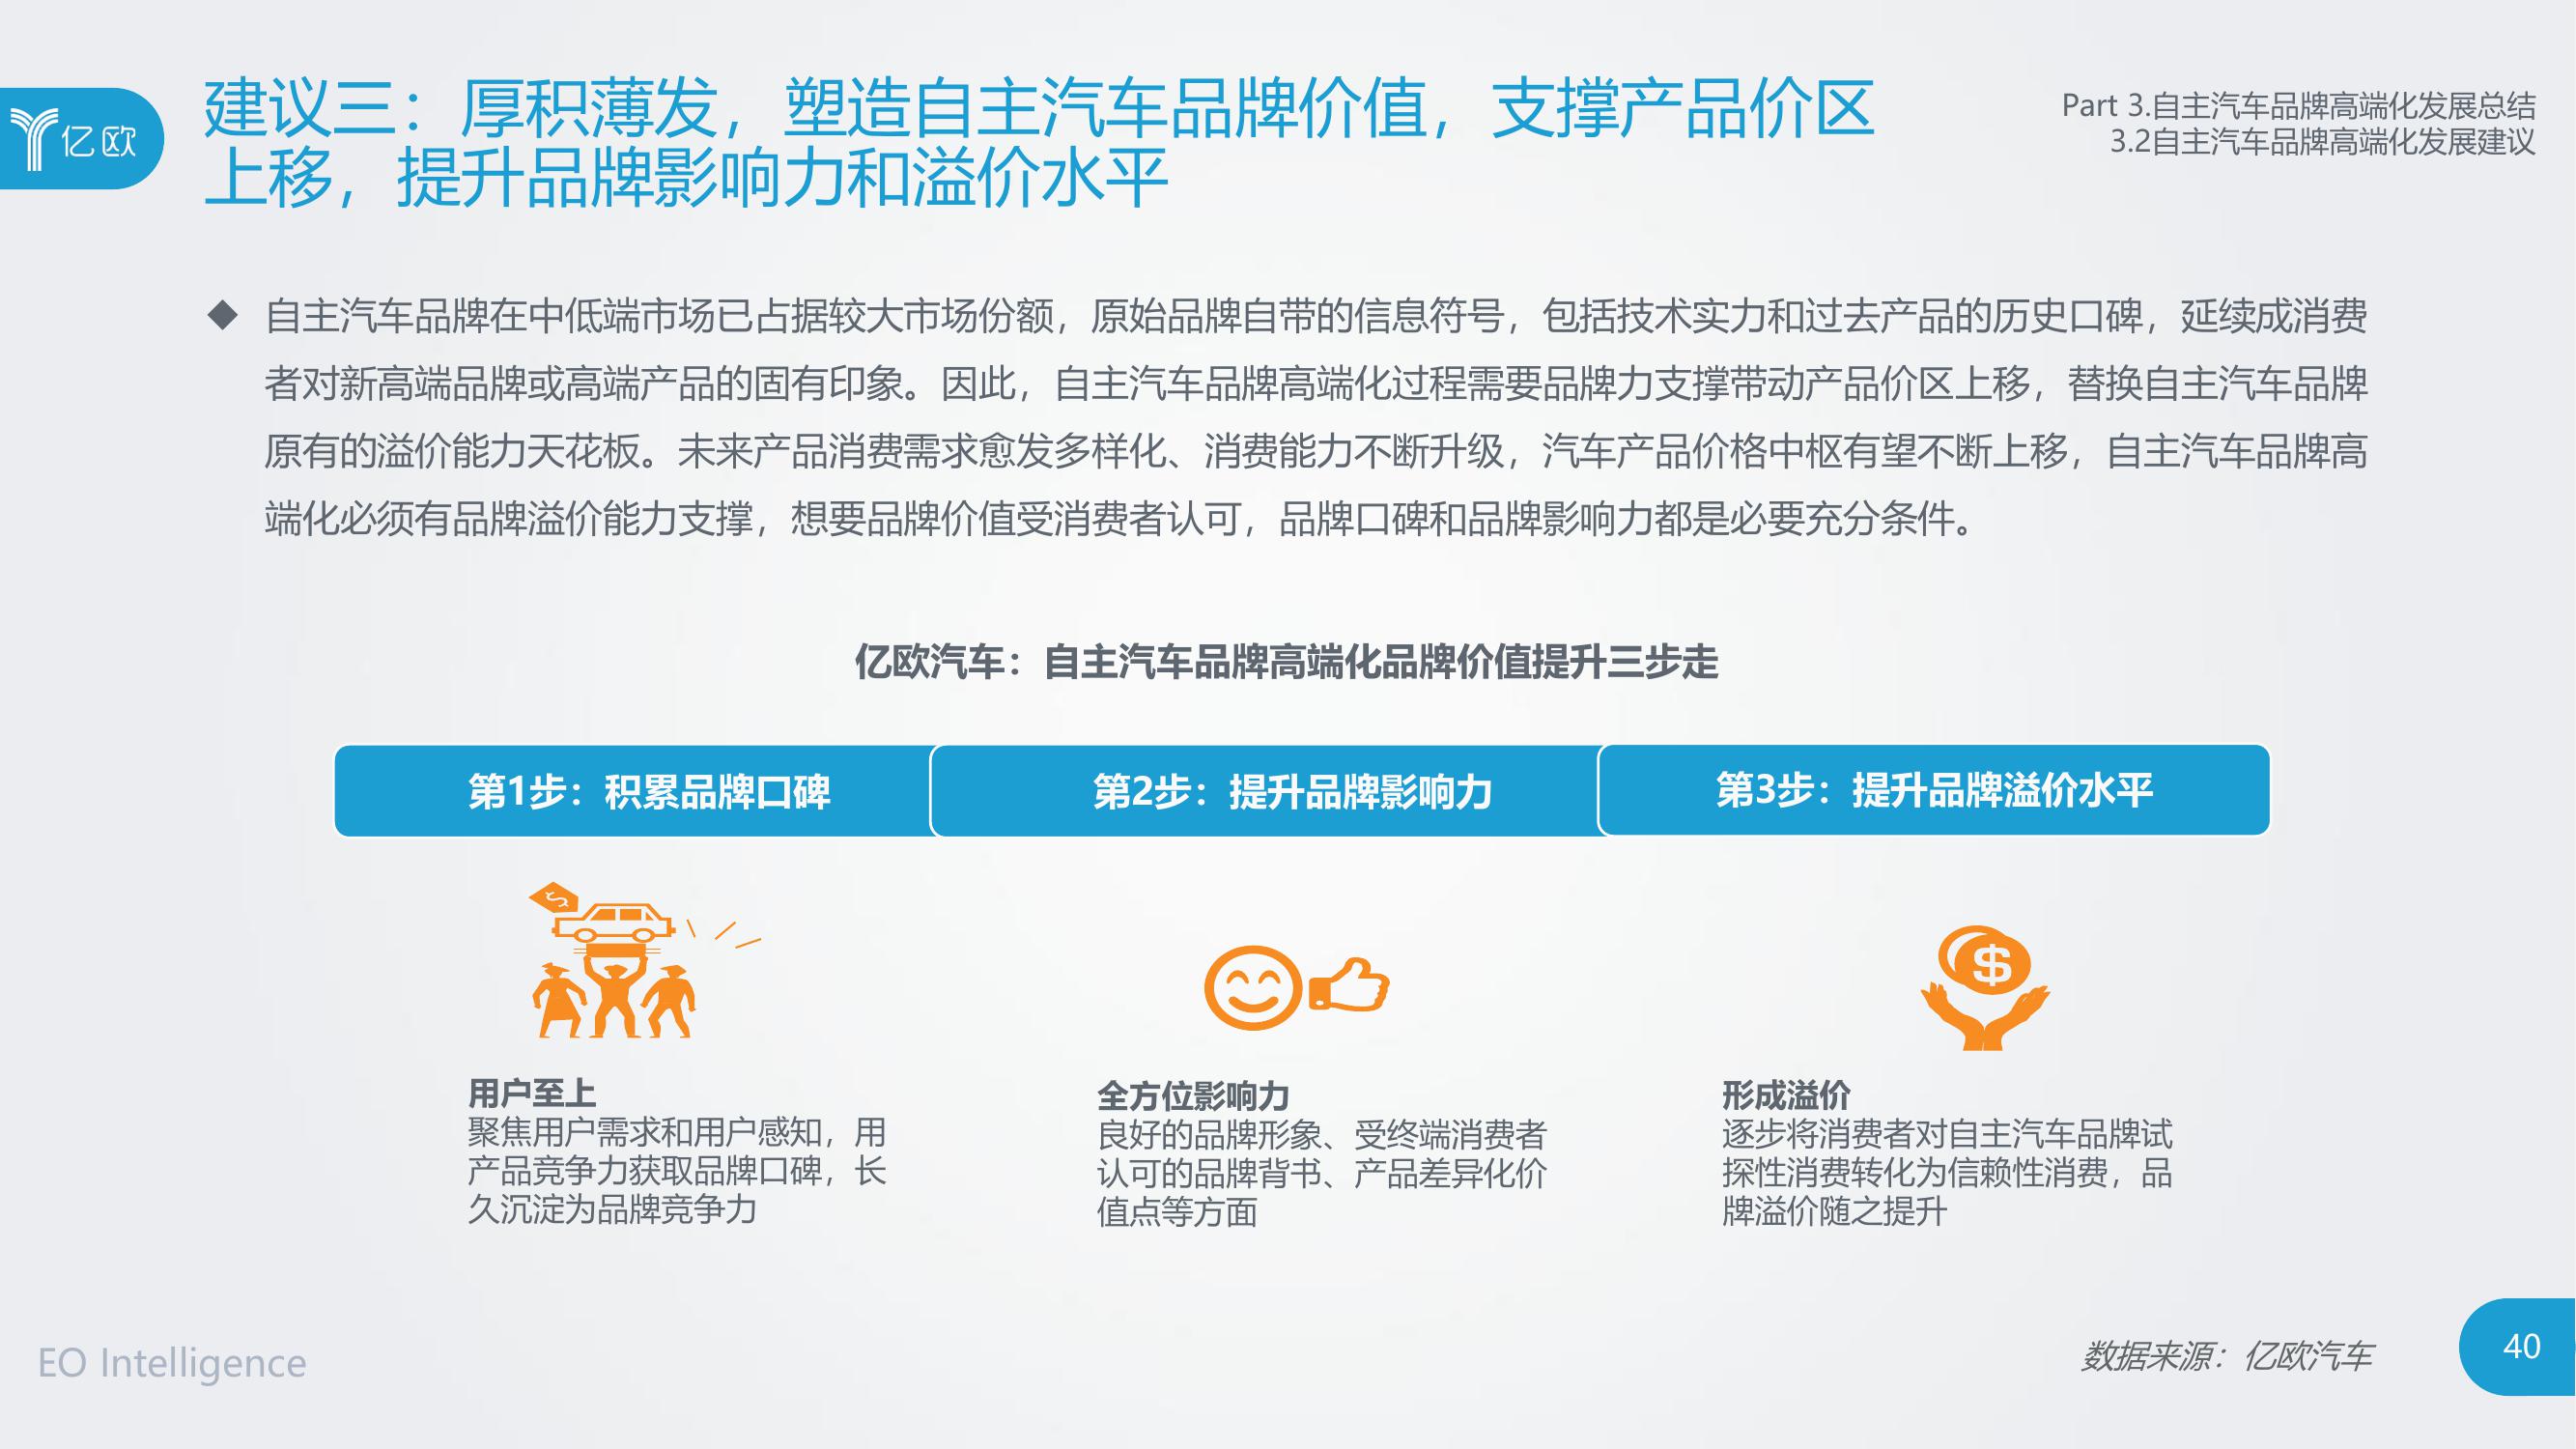 亿欧
建议三：厚积薄发，塑造自主汽车品牌价值，支撑产品价区
上移，提升品牌影响力和溢价水平
Part 3.自主汽车品牌高端化发展总结
3.2自主汽车品牌高端化发展建议
◆ 自主汽车品牌在中低端市场已占据较大市场份额，原始品牌自带的信息符号，包括技术实力和过去产品的历史口碑，延续成消费
者对新高端品牌或高端产品的固有印象。因此，自主汽车品牌高端化过程需要品牌力支撑带动产品价区上移，替换自主汽车品牌
原有的溢价能力天花板。未来产品消费需求愈发多样化、消费能力不断升级，汽车产品价格中枢有望不断上移，自主汽车品牌高
端化必须有品牌溢价能力支撑，想要品牌价值受消费者认可，品牌口碑和品牌影响力都是必要充分条件。
亿欧汽车：自主汽车品牌高端化品牌价值提升三步走
第1步：积累品牌口碑
第2步：提升品牌影响力
第3步：提升品牌溢价水平
$
$
用户至上
聚焦用户需求和用户感知，用
产品竞争力获取品牌口碑，长
久沉淀为品牌竞争力
全方位影响力
良好的品牌形象、受终端消费者
认可的品牌背书、产品差异化价
值点等方面
形成溢价
逐步将消费者对自主汽车品牌试
探性消费转化为信赖性消费，品
牌溢价随之提升
EO Intelligence
数据来源：亿欧汽车
40